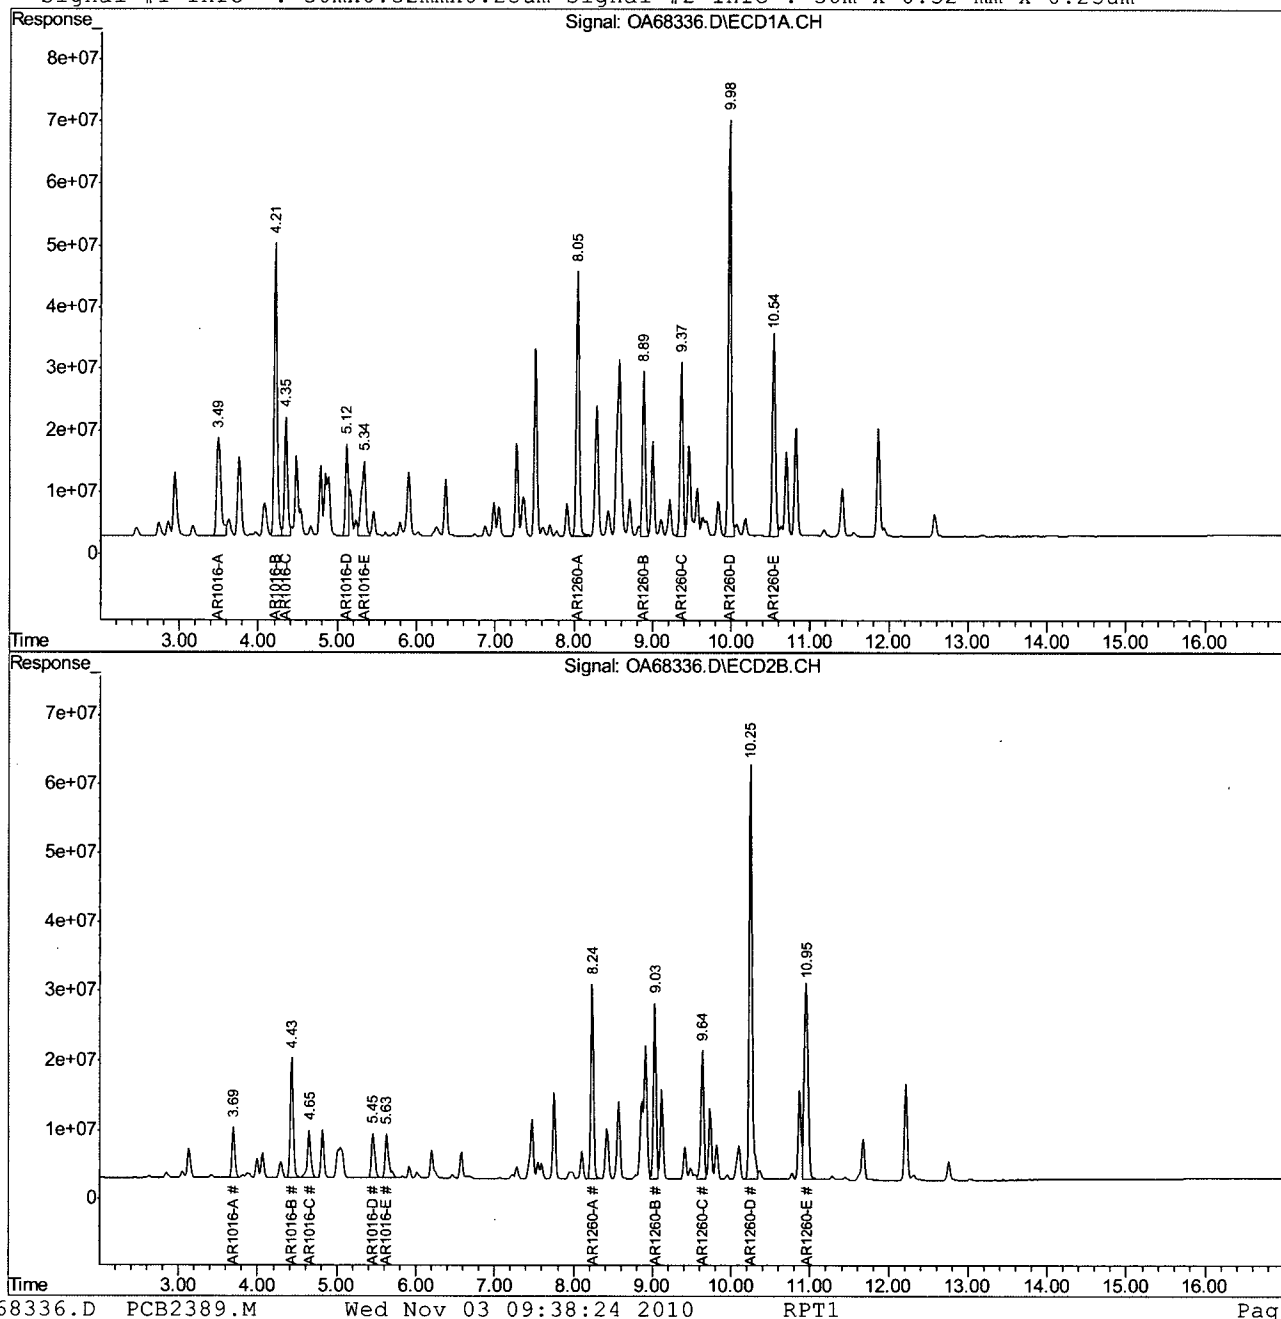 Response_
Signal: OA68336.D\ECD1A.CH
8e+07
7e+07
6e+07
5e+07
4e+07
3e+07
2e+07
1e+07
0
3.49
4.21
4.35
5.12
5.34
8.05
8.89
9.37
9.98
10.54
AR1016-A
AR1016-B
AR1016-C
AR1016-D
AR1016-E
AR1260-A
AR1260-B
AR1260-C
AR1260-D
AR1260-E
Time
3.00 4.00 5.00 6.00 7.00 8.00 9.00 10.00 11.00 12.00 13.00 14.00 15.00 16.00
Response_
Signal: OA68336.D\ECD2B.CH
7e+07
6e+07
5e+07
4e+07
3e+07
2e+07
1e+07
0
3.69
4.43
4.65
5.45
5.63
8.24
9.03
9.64
10.25
10.95
AR1016-A #
AR1016-B #
AR1016-C #
AR1016-D #
AR1016-E #
AR1260-A #
AR1260-B #
AR1260-C #
AR1260-D #
AR1260-E #
Time
3.00 4.00 5.00 6.00 7.00 8.00 9.00 10.00 11.00 12.00 13.00 14.00 15.00 16.00
68336.D PCB2389.M Wed Nov 03 09:38:24 2010 RPT1 Pag